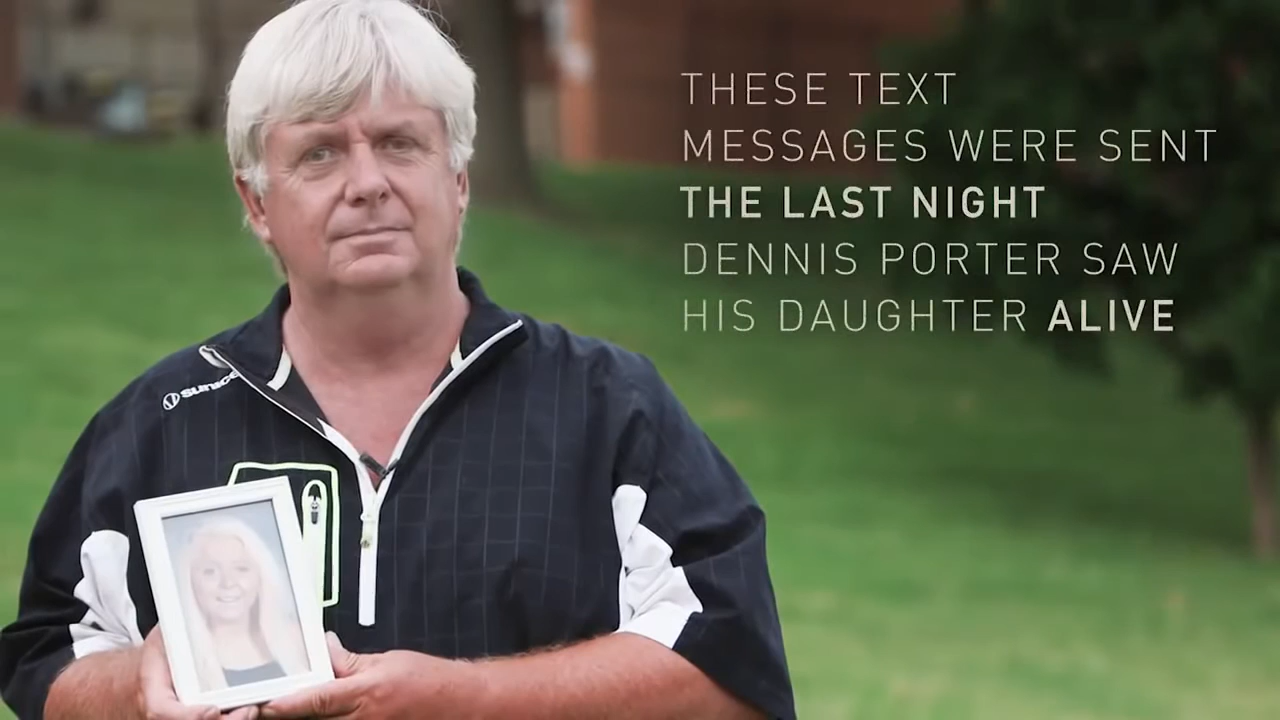 THESE TEXT
MESSAGES WERE SENT
THE LAST NIGHT
DENNIS PORTER SAW
HIS DAUGHTER ALIVE